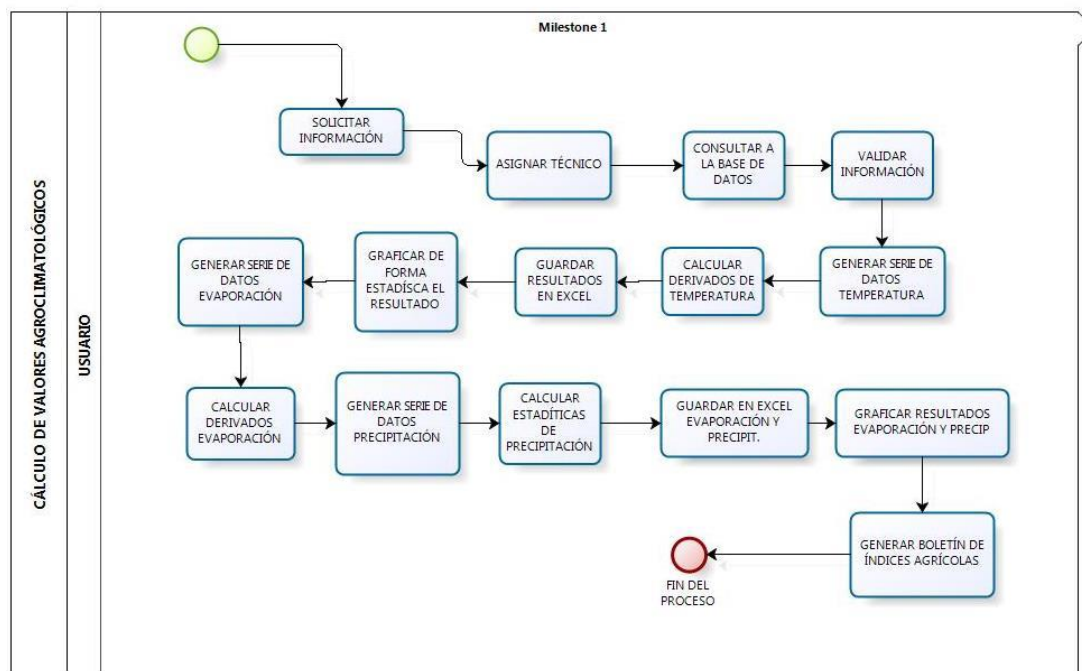 Milestone 1
CÁLCULO DE VALORES AGROCLIMATOLÓGICOS
USUARIO
SOLICITAR
INFORMACIÓN
ASIGNAR TÉCNICO
CONSULTAR A
LA BASE DE
DATOS
VALIDAR
INFORMACIÓN
GENERAR SERIE DE
DATOS
TEMPERATURA
CALCULAR
DERIVADOS DE
TEMPERATURA
GUARDAR
RESULTADOS
EN EXCEL
GRAFICAR DE
FORMA
ESTADÍSCA EL
RESULTADO
GENERAR SERIE DE
DATOS
EVAPORACIÓN
CALCULAR
DERIVADOS
EVAPORACIÓN
GENERAR SERIE DE
DATOS
PRECIPITACIÓN
CALCULAR
ESTADÍTICAS
DE
PRECIPITACIÓN
GUARDAR EN EXCEL
EVAPORACIÓN Y
PRECIPIT.
GRAFICAR RESULTADOS
EVAPORACIÓN Y PRECIP
GENERAR BOLETÍN DE
ÍNDICES AGRÍCOLAS
FIN DEL
PROCESO